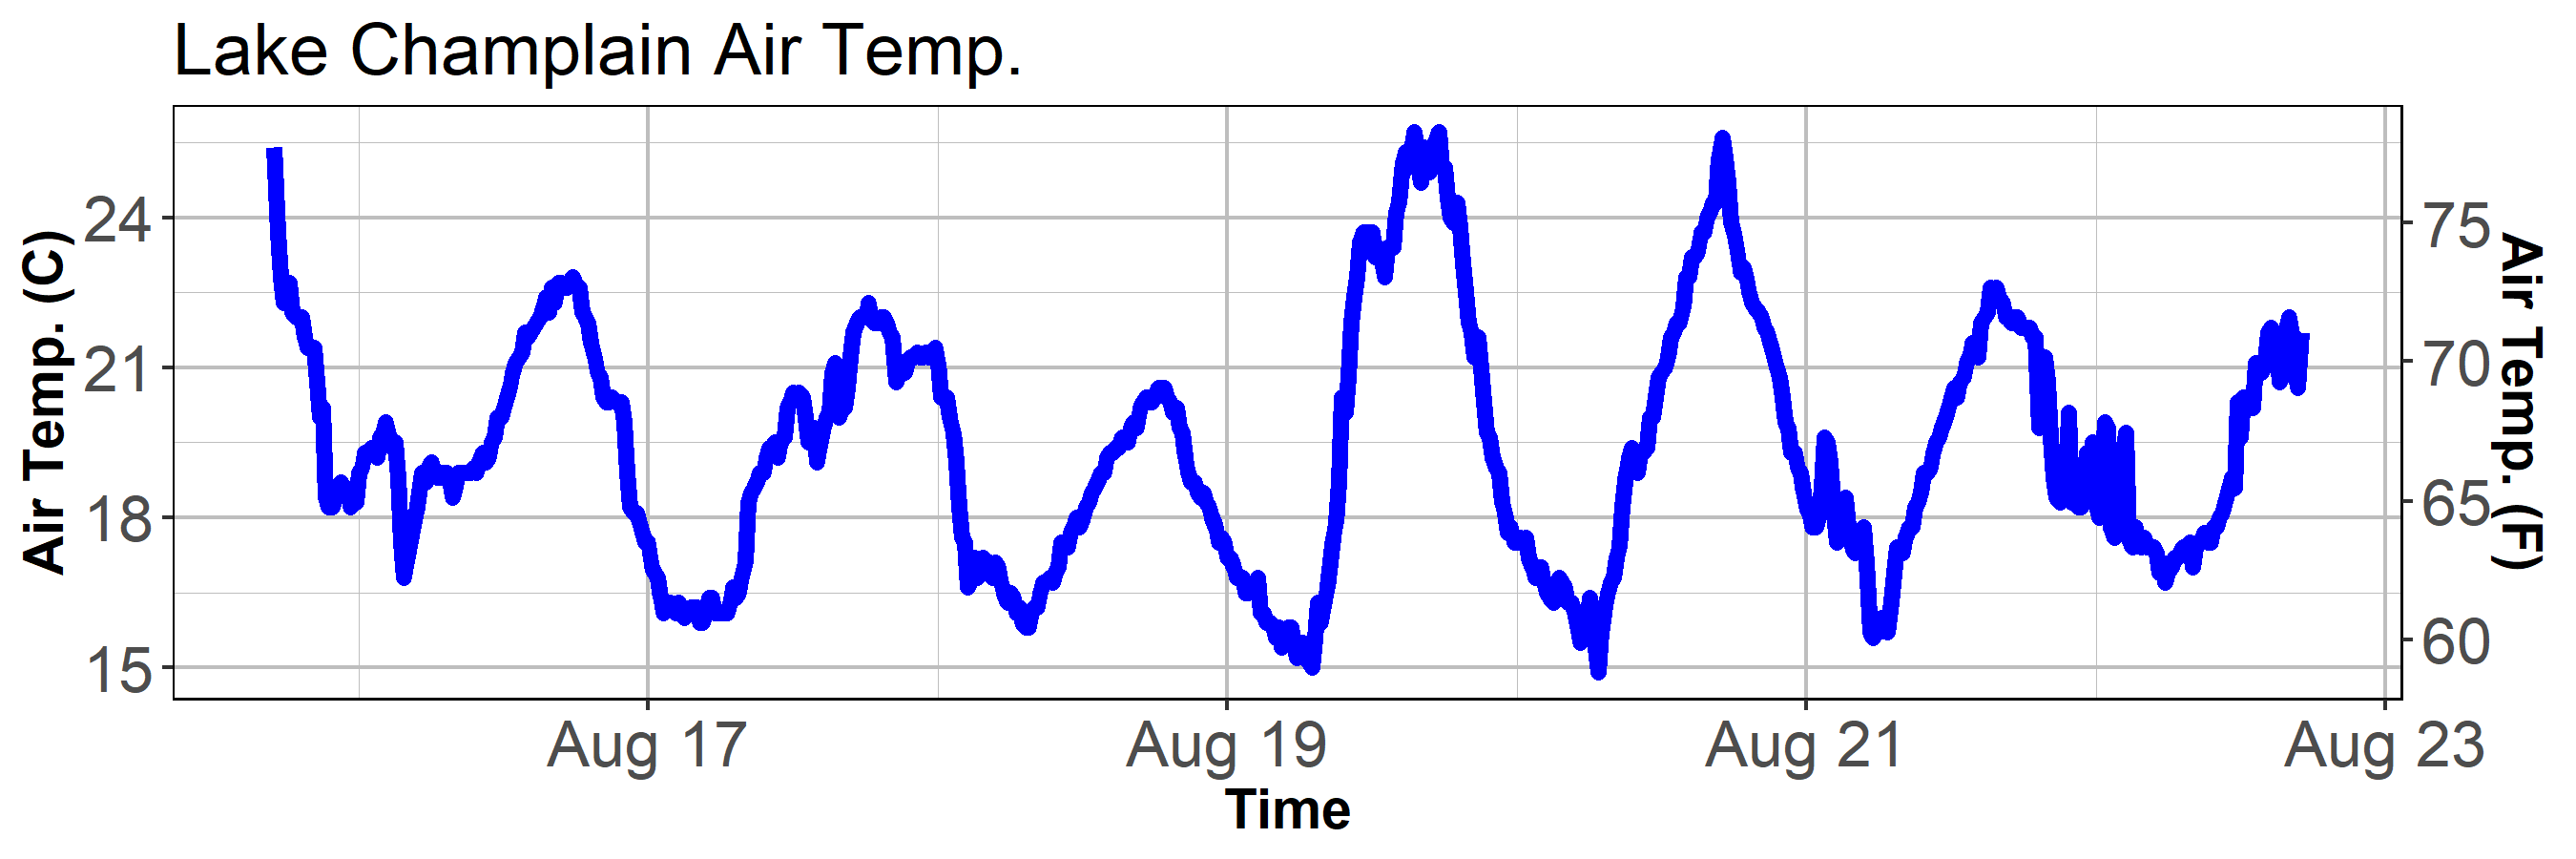 Lake Champlain Air Temp.
Air Temp. (C)
24
21
18
15
75
70
65
60
Air Temp. (F)
Aug 17 Aug 19 Aug 21 Aug 23
Time